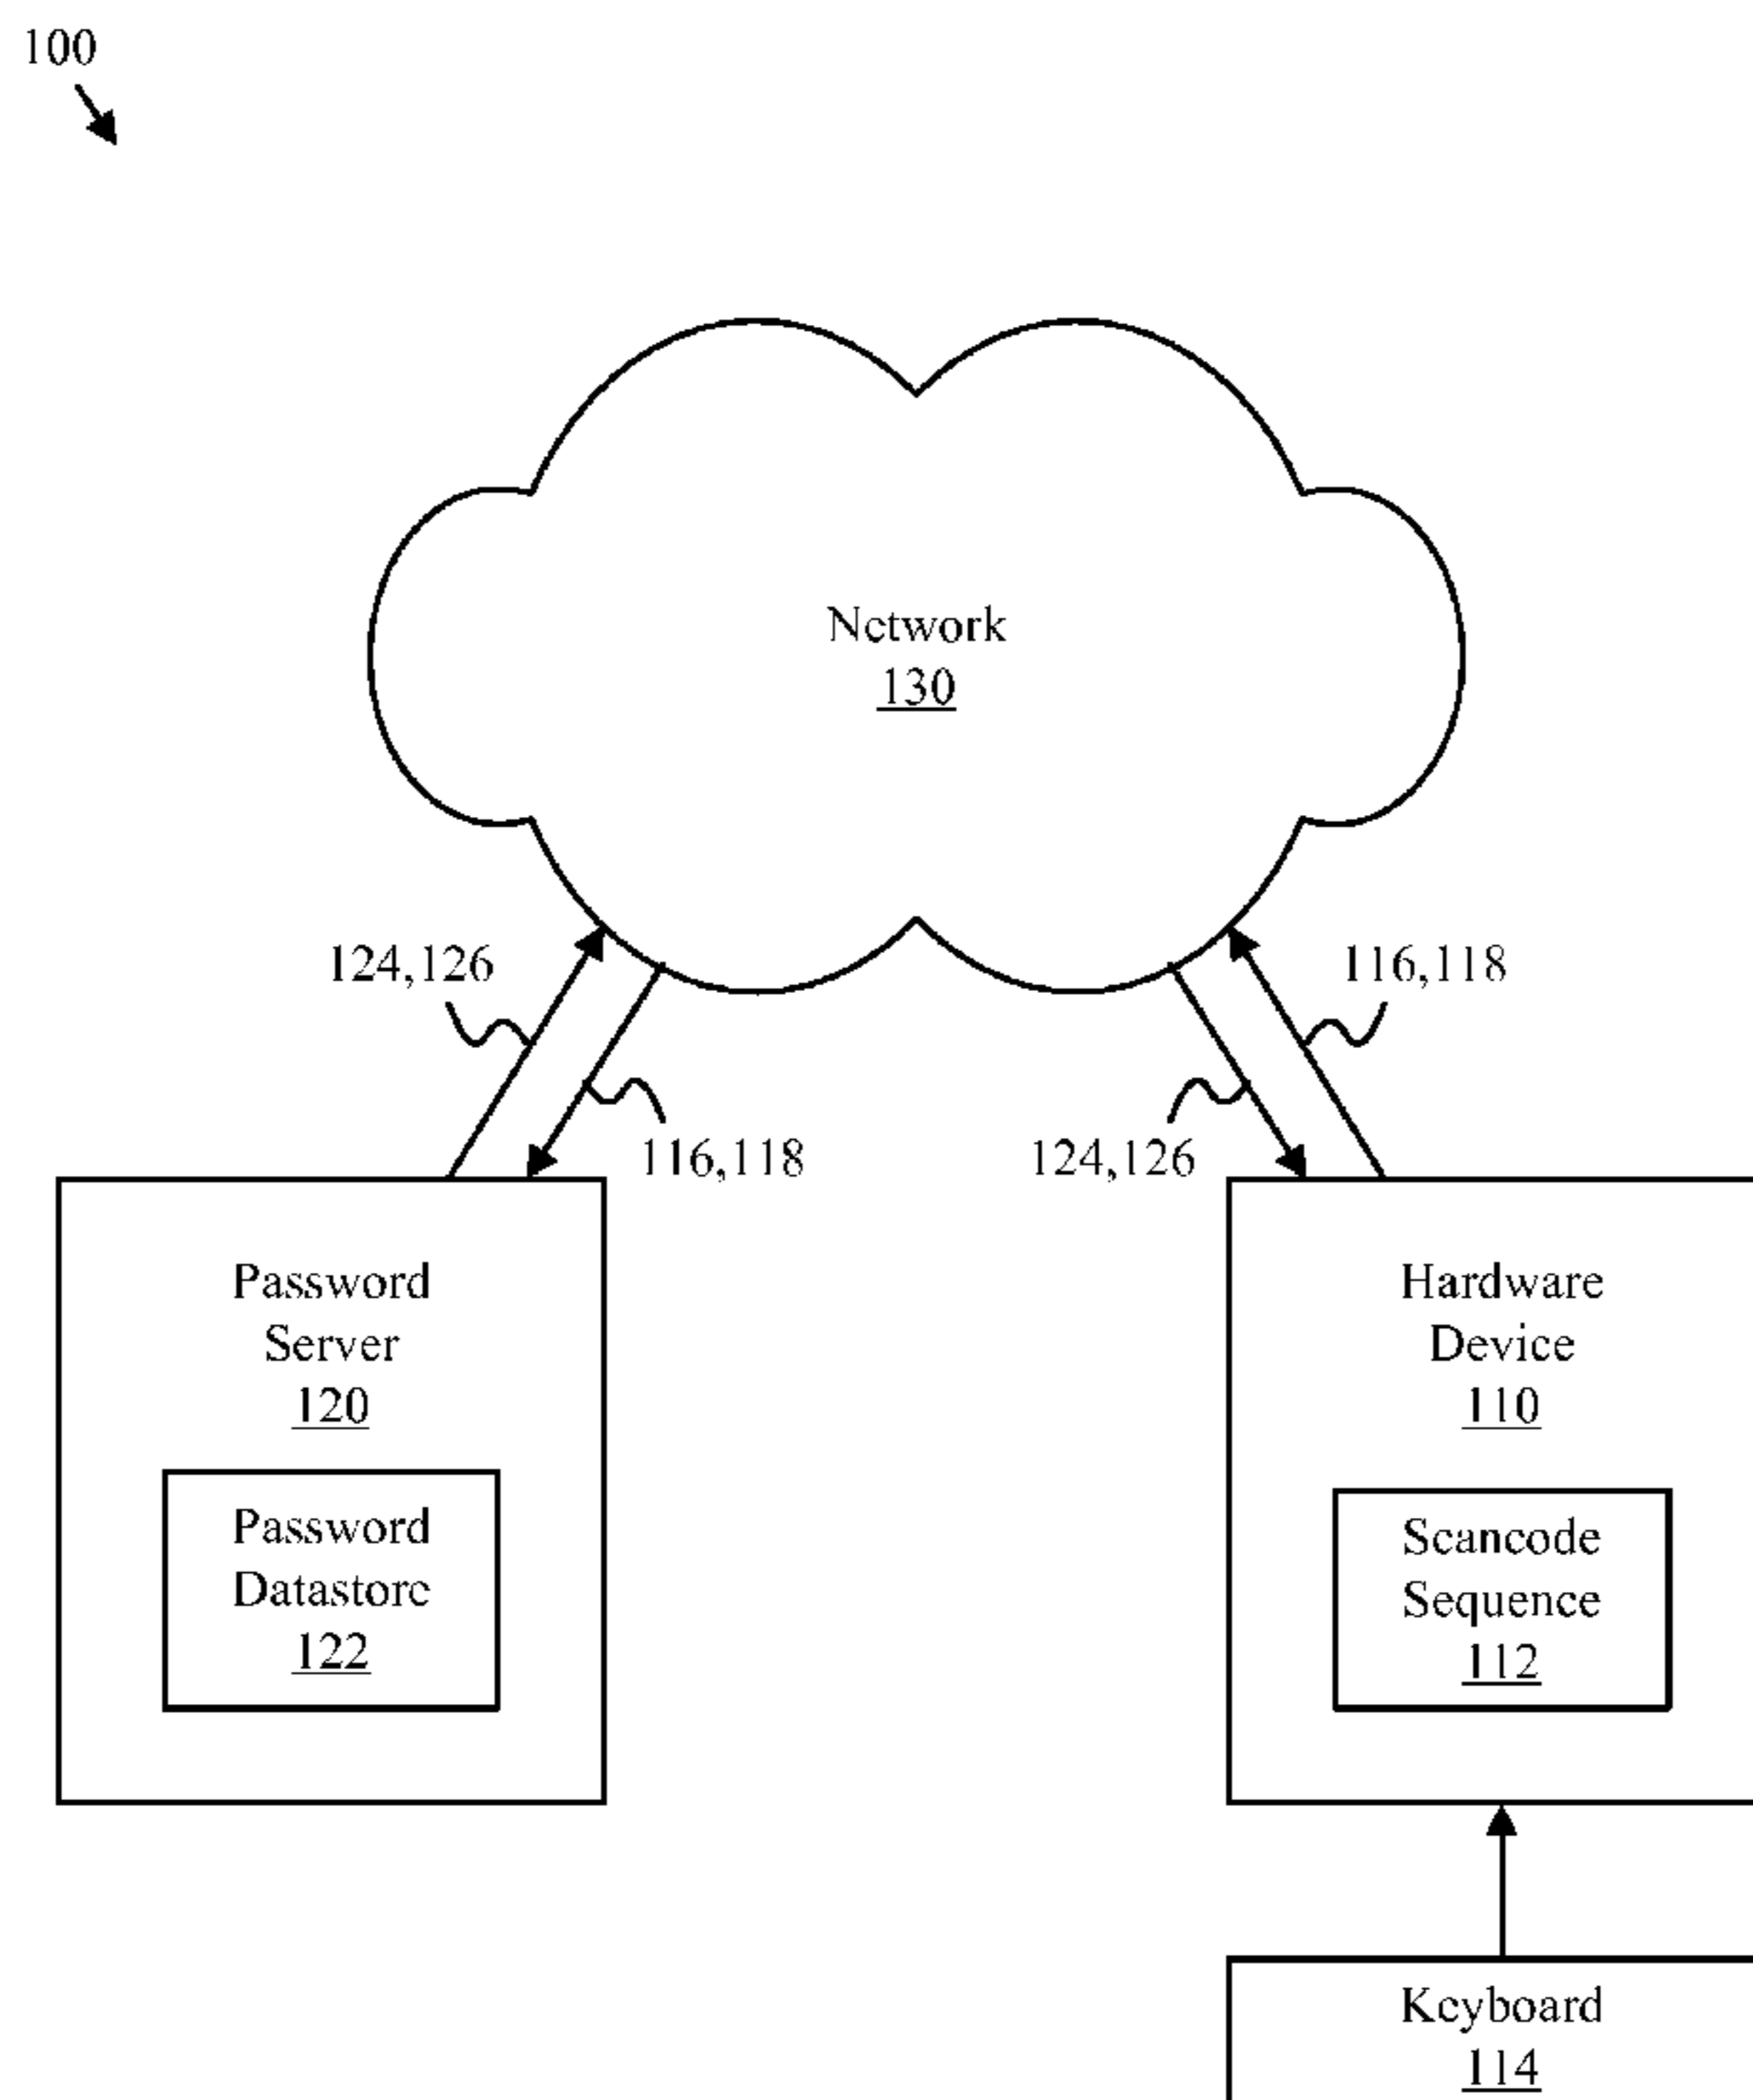 100
Network
130
124,126
116,118
116,118
124,126
Password
Server
120
Password
Datastore
122
Hardware
Device
110
Scancode
Sequence
112
Keyboard
114